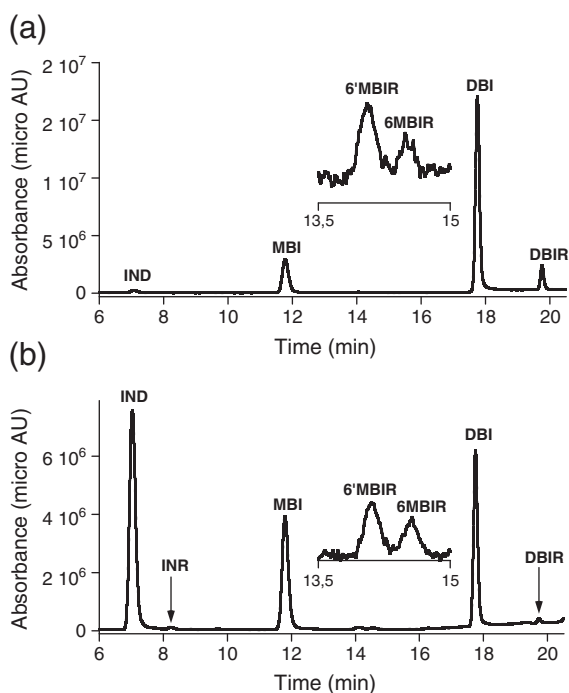 (a)
Absorbance (micro AU)
2 10⁷
2 10⁷
1 10⁷
5 10⁶
0
IND
MBI
6'MBIR
6MBIR
13,5
15
DBI
DBIR
6
8
10
12
14
16
18
20
Time (min)
(b)
Absorbance (micro AU)
6 10⁶
4 10⁶
2 10⁶
0
IND
INR
MBI
6'MBIR
6MBIR
13,5
15
DBI
DBIR
6
8
10
12
14
16
18
20
Time (min)